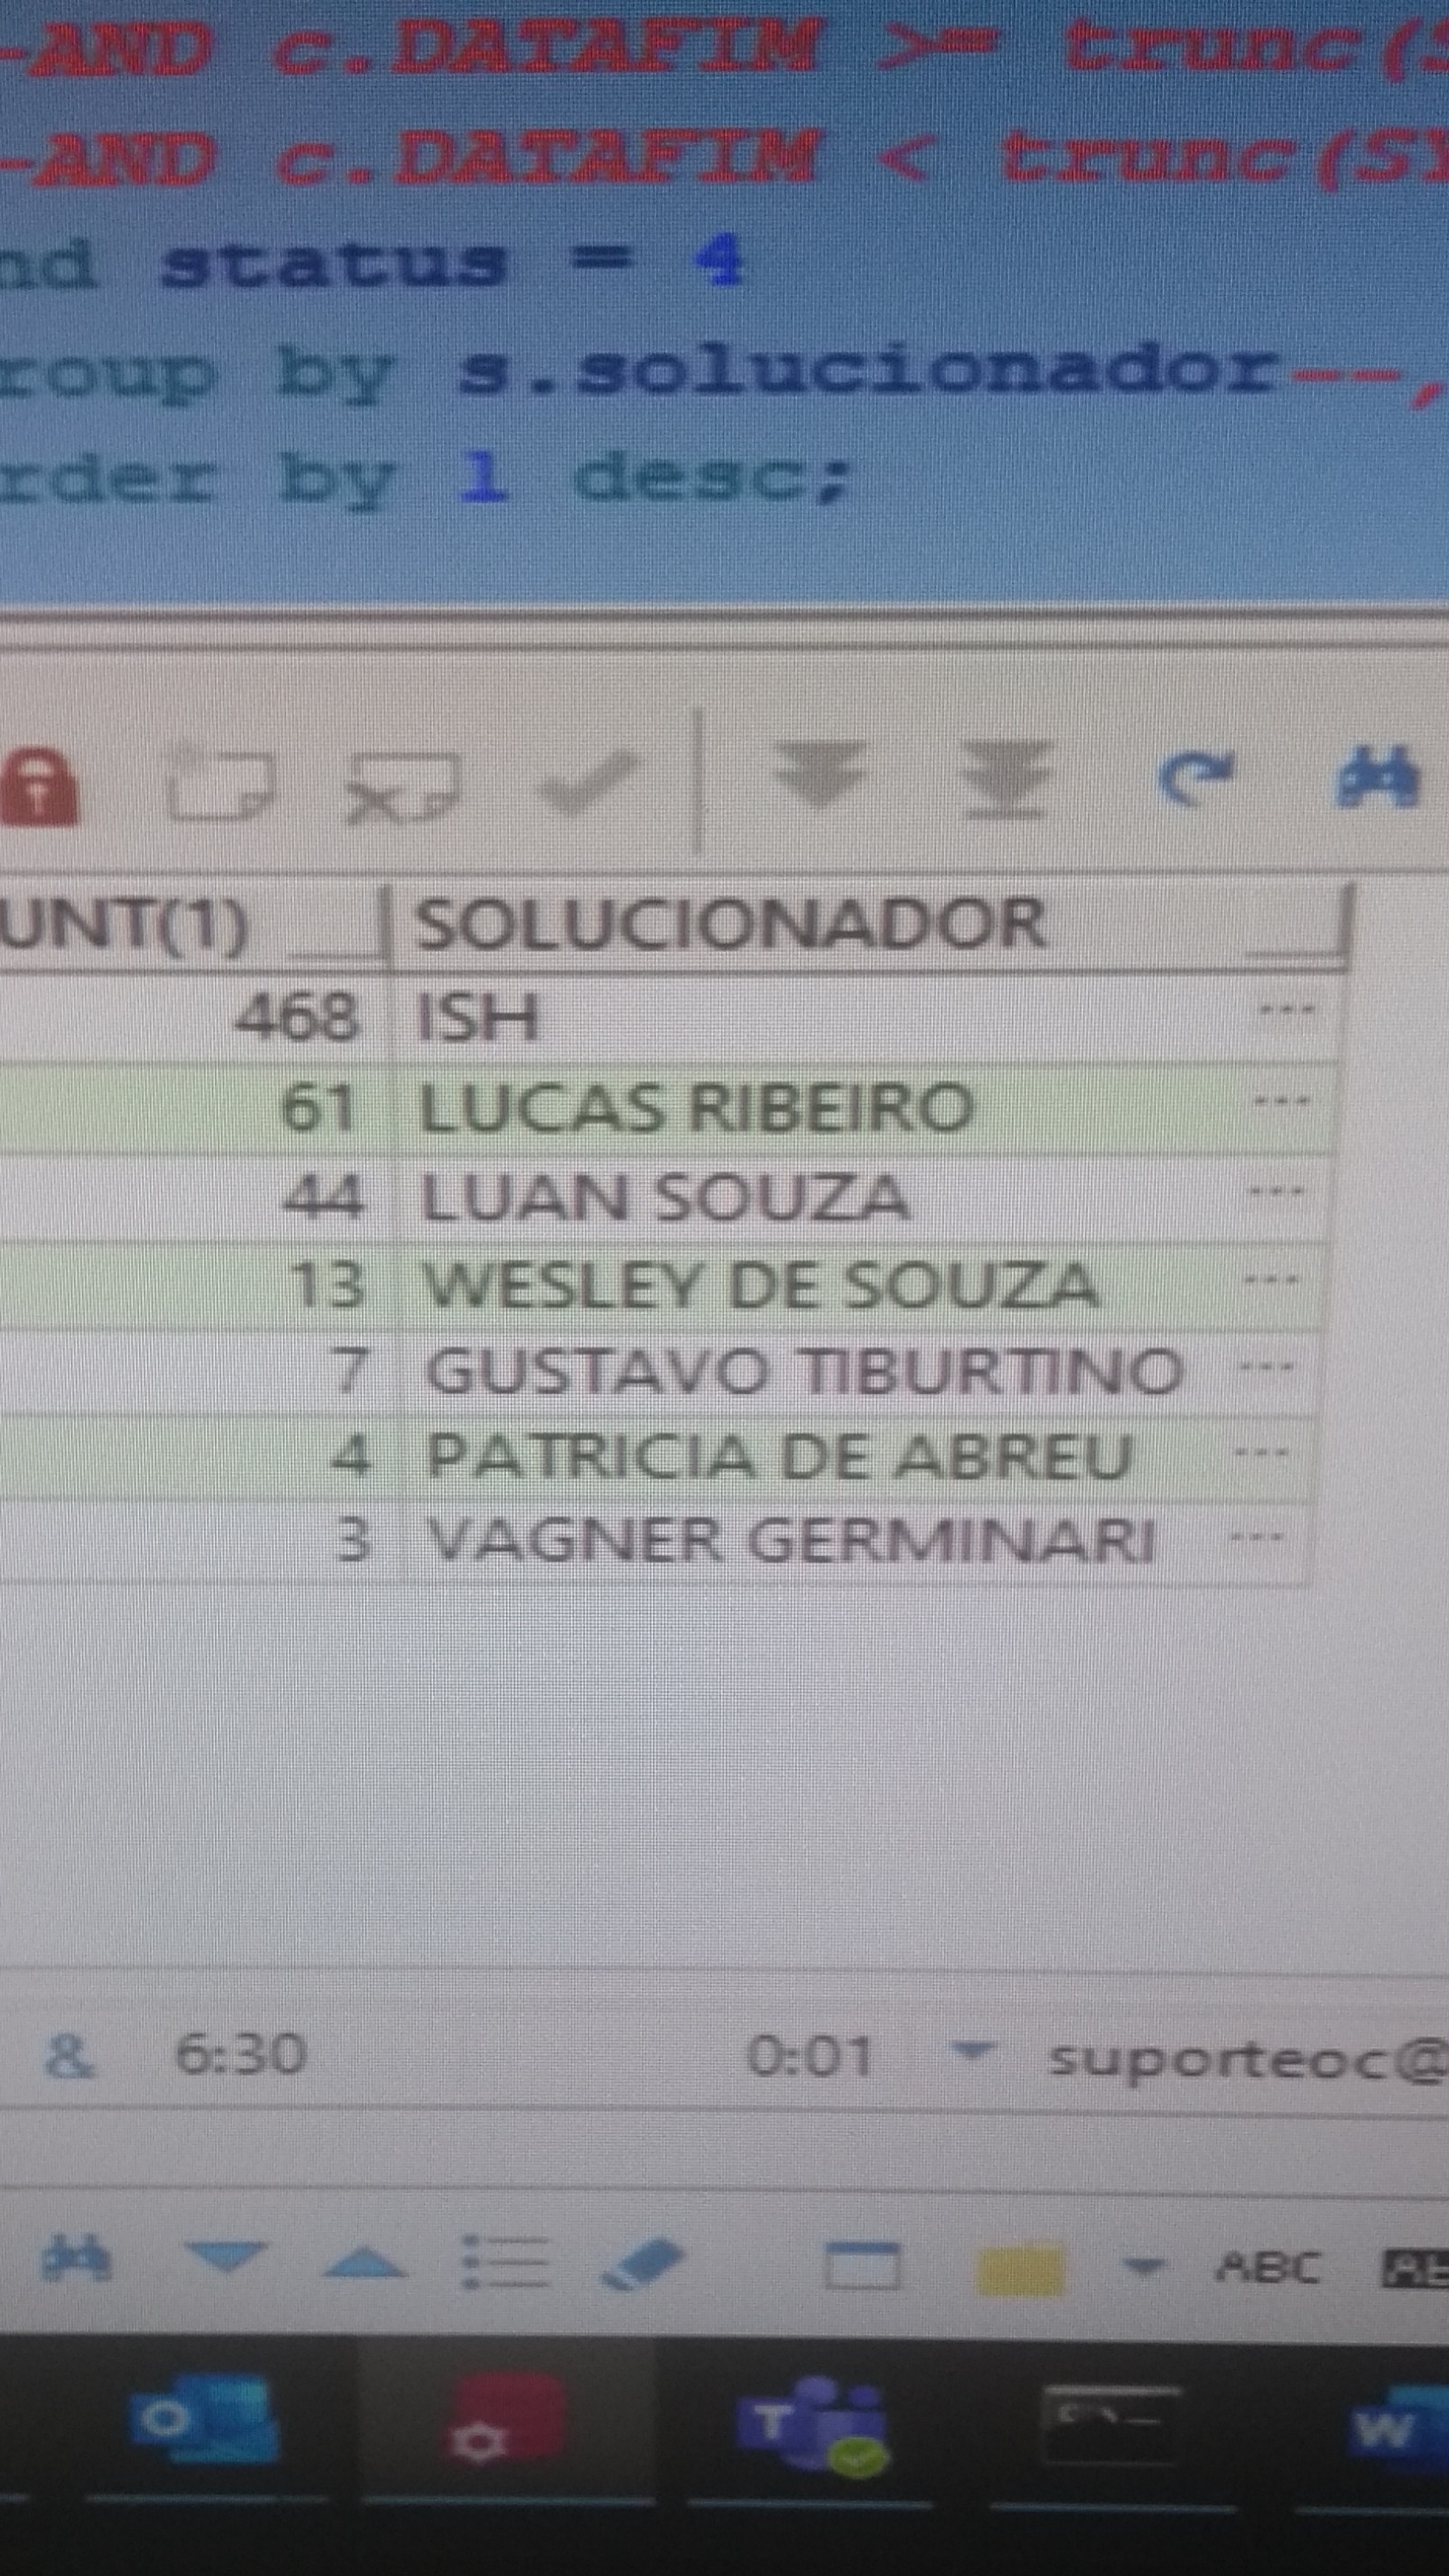 -AND c.DATAFIM >= trunc(S
-AND c.DATAFIM < trunc(SY
nd status = 4
roup by s.solucionador--,
rder by 1 desc;
UNT(1) SOLUCIONADOR
468 ISH ...
61 LUCAS RIBEIRO ...
44 LUAN SOUZA ...
13 WESLEY DE SOUZA ...
7 GUSTAVO TIBURTINO ...
4 PATRICIA DE ABREU ...
3 VAGNER GERMINARI ...
& 6:30 0:01 suporteoc@
ABC AB
O T C:\_ W